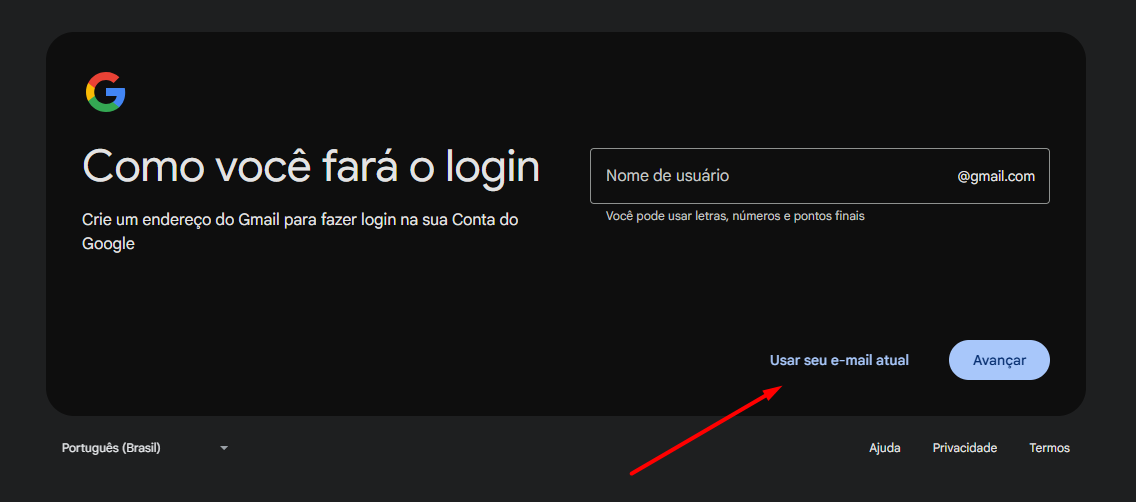 Como você fará o login
Crie um endereço do Gmail para fazer login na sua Conta do
Google
Nome de usuário
@gmail.com
Você pode usar letras, números e pontos finais
Usar seu e-mail atual
Avançar
Português (Brasil)
Ajuda
Privacidade
Termos